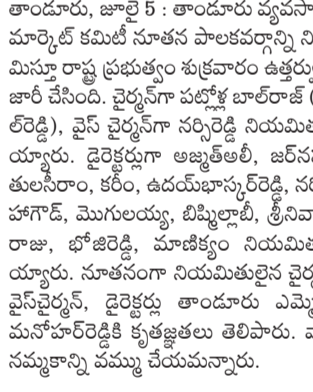 తాండూరు, జూలై 5 : తాండూరు వ్యవసా
మార్కెట్ కమిటీ నూతన పాలకవర్గాన్ని ని
మిస్తూ రాష్ట్ర ప్రభుత్వం శుక్రవారం ఉత్తర్వు
జారీ చేసింది. చైర్మన్‌గా పట్లోళ్ల బాల్‌రాజ్ (
ల్‌రెడ్డి), వైస్ చైర్మన్‌గా నర్సిరెడ్డి నియమిత
య్యారు. డైరెక్టర్లుగా అజ్మత్‌అలీ, జర్‌న
తులసీరాం, కరీం, ఉదయ్‌భాస్కర్‌రెడ్డి, నర
హాగౌడ్, మొగులయ్య, బిష్మిల్లాబీ, శ్రీనివా
రాజు, భోజిరెడ్డి, మాణిక్యం నియమిత
య్యారు. నూతనంగా నియమితులైన చైర్మ
వైస్‌చైర్మన్, డైరెక్టర్లు తాండూరు ఎమ్మె
మనోహర్‌రెడ్డికి కృతజ్ఞతలు తెలిపారు.
నమ్మకాన్ని వమ్ము చేయమన్నారు.